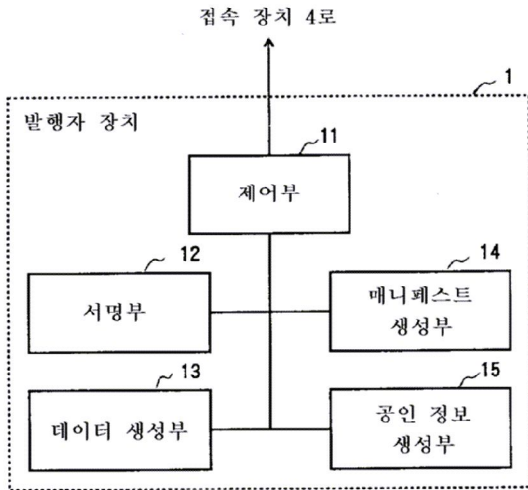 접속 장치 4로
1
발행자 장치
11
제어부
12
서명부
14
매니페스트
생성부
13
데이터 생성부
15
공인 정보
생성부